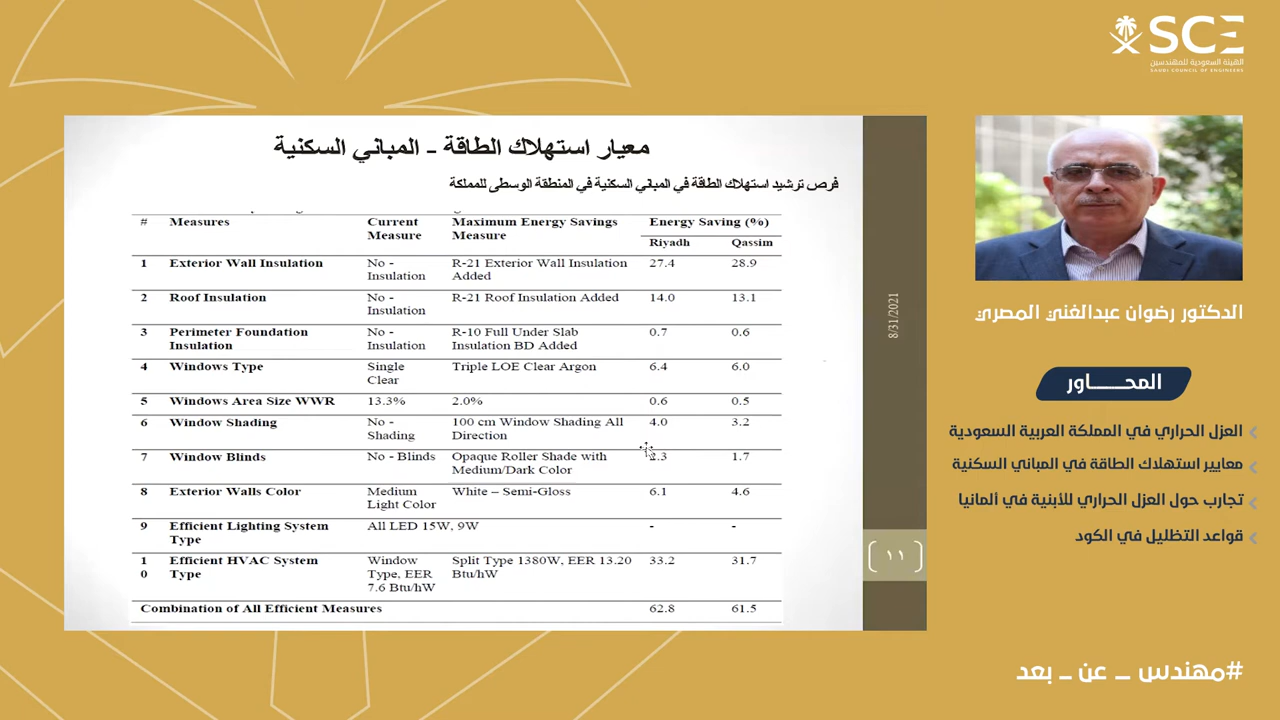 SCE
الهيئة السعودية للمهندسين
SAUDI COUNCIL OF ENGINEERS
معيار استهلاك الطاقة - المباني السكنية
فرص ترشيد استهلاك الطاقة في المباني السكنية في المنطقة الوسطى للمملكة
# Measures Current Measure Maximum Energy Savings Measure Energy Saving (%)
Riyadh Qassim
1 Exterior Wall Insulation No - Insulation R-21 Exterior Wall Insulation Added 27.4 28.9
2 Roof Insulation No - Insulation R-21 Roof Insulation Added 14.0 13.1
3 Perimeter Foundation Insulation No - Insulation R-10 Full Under Slab Insulation BD Added 0.7 0.6
4 Windows Type Single Clear Triple LOE Clear Argon 6.4 6.0
5 Windows Area Size WWR 13.3% 2.0% 0.6 0.5
6 Window Shading No - Shading 100 cm Window Shading All Direction 4.0 3.2
7 Window Blinds No - Blinds Opaque Roller Shade with Medium/Dark Color 2.3 1.7
8 Exterior Walls Color Medium Light Color White – Semi-Gloss 6.1 4.6
9 Efficient Lighting System Type All LED 15W, 9W - -
10 Efficient HVAC System Type Window Type, EER 7.6 Btu/hW Split Type 1380W, EER 13.20 Btu/hW 33.2 31.7
Combination of All Efficient Measures 62.8 61.5
8/31/2021
١١
الدكتور رضوان عبدالغني المصري
المحـــــاور
العزل الحراري في المملكة العربية السعودية
معايير استهلاك الطاقة في المباني السكنية
تجارب حول العزل الحراري للأبنية في ألمانيا
قواعد التظليل في الكود
#مهندس_عن_بعد